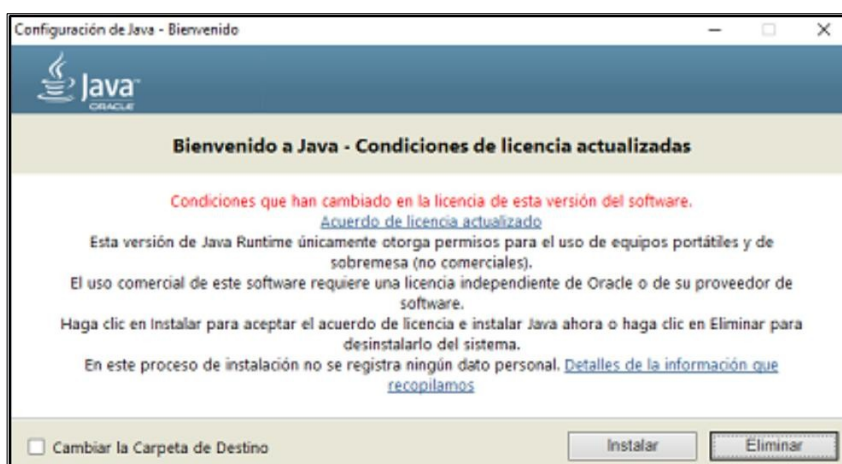 Configuración de Java - Bienvenido
Java
ORACLE
Bienvenido a Java - Condiciones de licencia actualizadas
Condiciones que han cambiado en la licencia de esta versión del software.
Acuerdo de licencia actualizado
Esta versión de Java Runtime únicamente otorga permisos para el uso de equipos portátiles y de
sobremesa (no comerciales).
El uso comercial de este software requiere una licencia independiente de Oracle o de su proveedor de
software.
Haga clic en Instalar para aceptar el acuerdo de licencia e instalar Java ahora o haga clic en Eliminar para
desinstalarlo del sistema.
En este proceso de instalación no se registra ningún dato personal. Detalles de la información que
recopilamos
Cambiar la Carpeta de Destino
Instalar
Eliminar